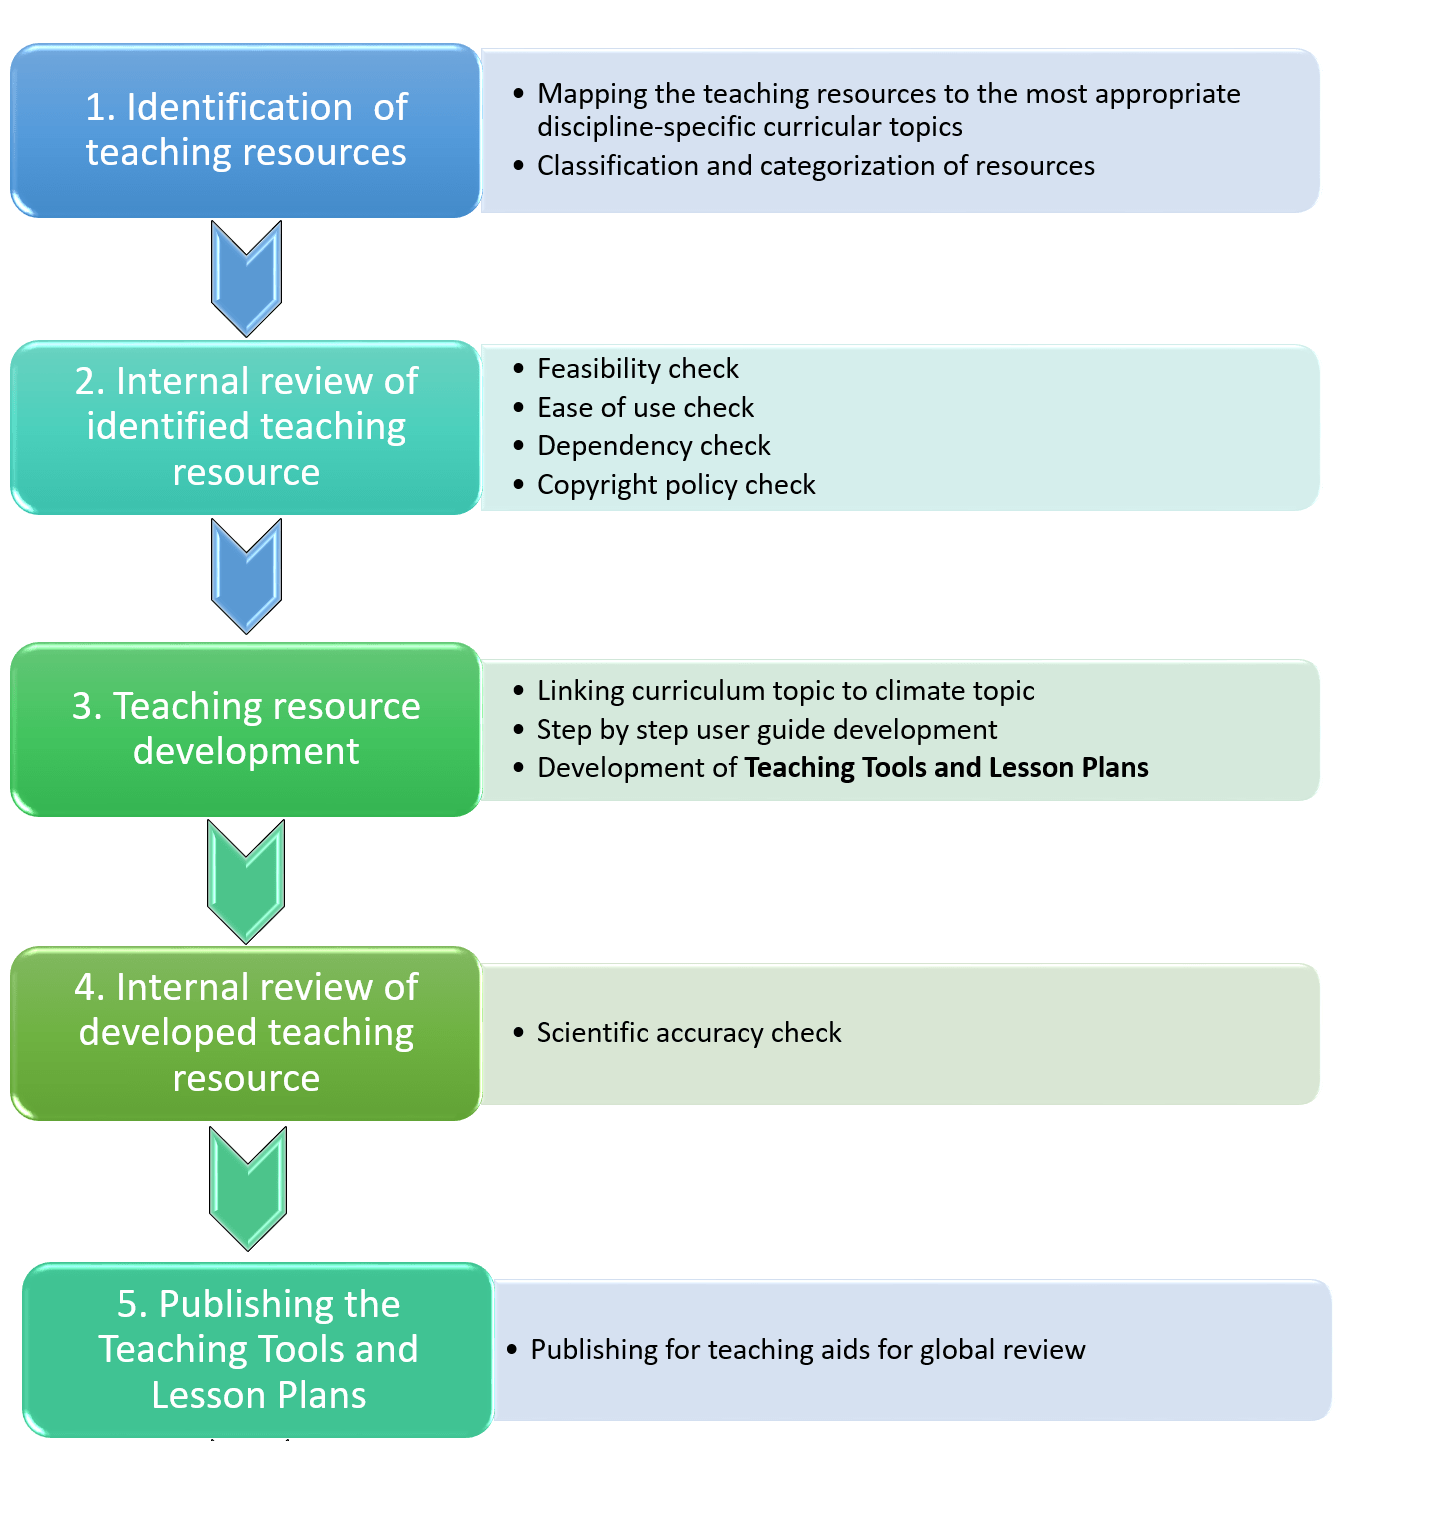 1. Identification  of
teaching resources
• Mapping the teaching resources to the most appropriate
discipline-specific curricular topics
• Classification and categorization of resources
2. Internal review of
identified teaching
resource
• Feasibility check
• Ease of use check
• Dependency check
• Copyright policy check
3. Teaching resource
development
• Linking curriculum topic to climate topic
• Step by step user guide development
• Development of Teaching Tools and Lesson Plans
4. Internal review of
developed teaching
resource
• Scientific accuracy check
5. Publishing the
Teaching Tools and
Lesson Plans
• Publishing for teaching aids for global review